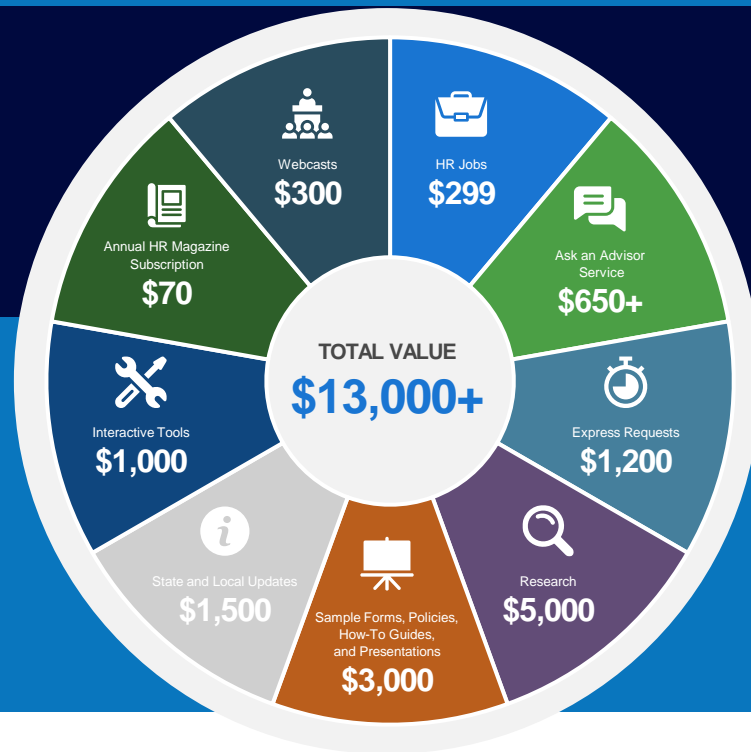 Webcasts
$300
HR Jobs
$299
Ask an Advisor
Service
$650+
Express Requests
$1,200
Research
$5,000
Sample Forms, Policies,
How-To Guides,
and Presentations
$3,000
State and Local Updates
$1,500
Interactive Tools
$1,000
Annual HR Magazine
Subscription
$70
TOTAL VALUE
$13,000+